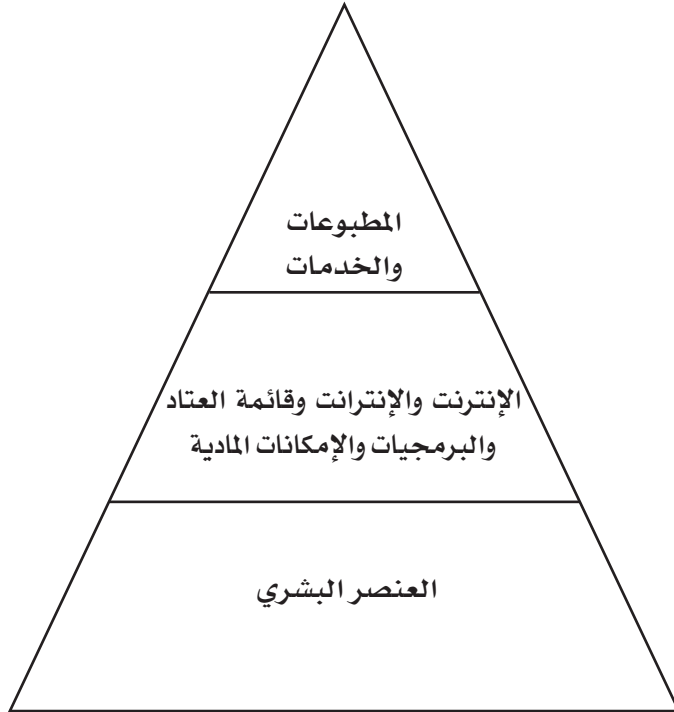 المطبوعات
والخدمات
الإنترنت والإنترانت وقائمة العتاد
والبرمجيات والإمكانات المادية
العنصر البشري